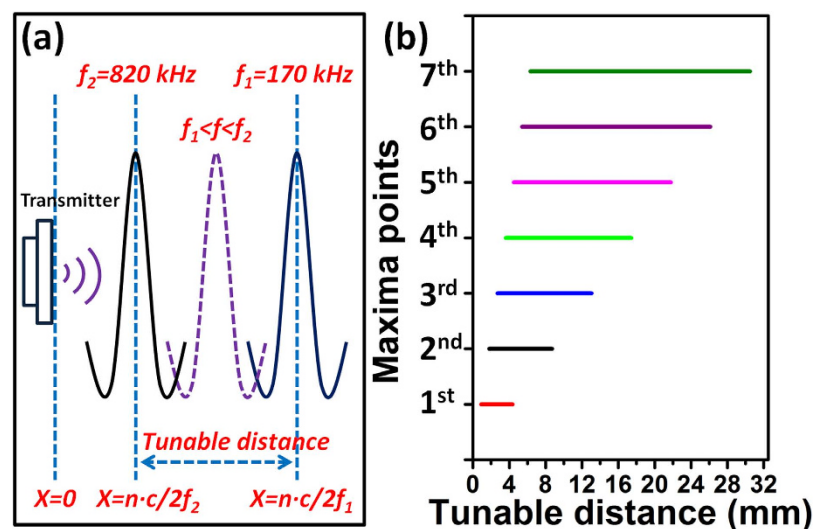 (a)
f₂=820 kHz f₁=170 kHz
f₁<f<f₂
Transmitter
Tunable distance
X=0 X=n·c/2f₂ X=n·c/2f₁
(b)
Maxima points
7th
6th
5th
4th
3rd
2nd
1st
0 4 8 12 16 20 24 28 32
Tunable distance (mm)